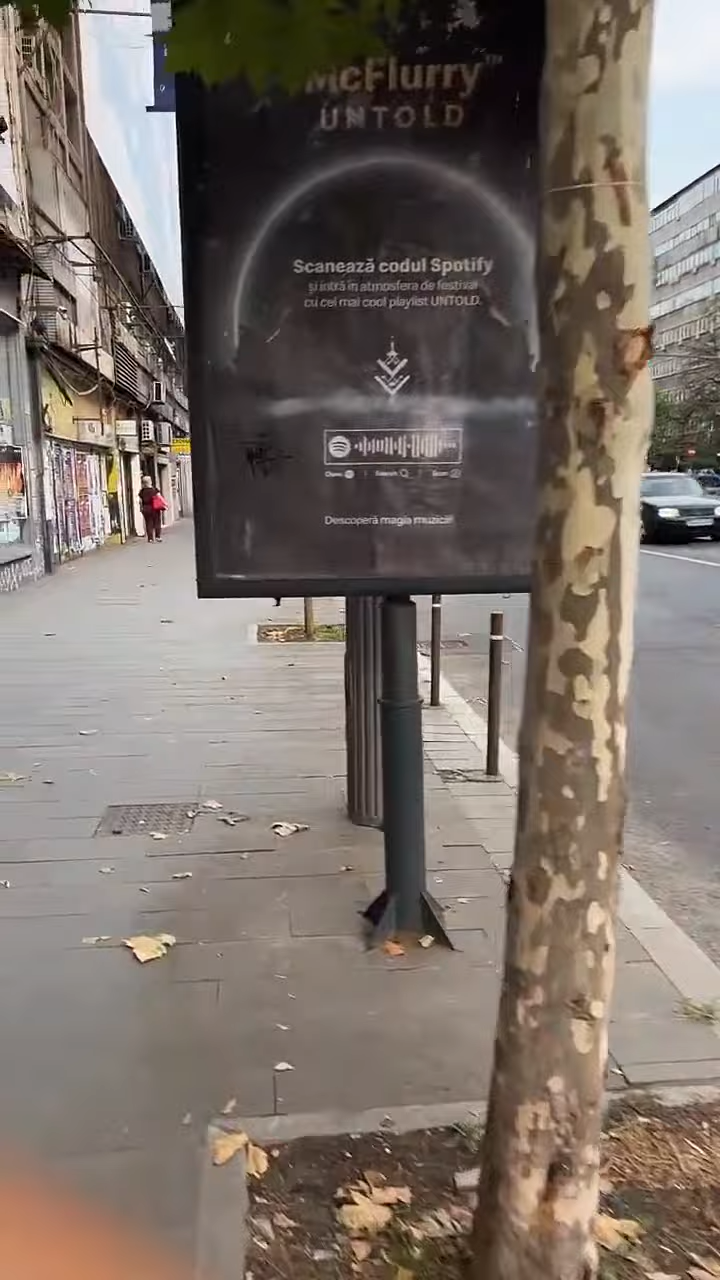 McFlurry™
UNTOLD
Scanează codul Spotify
și intră în atmosfera de festival
cu cel mai cool playlist UNTOLD.
Descoperă magia muzicii!